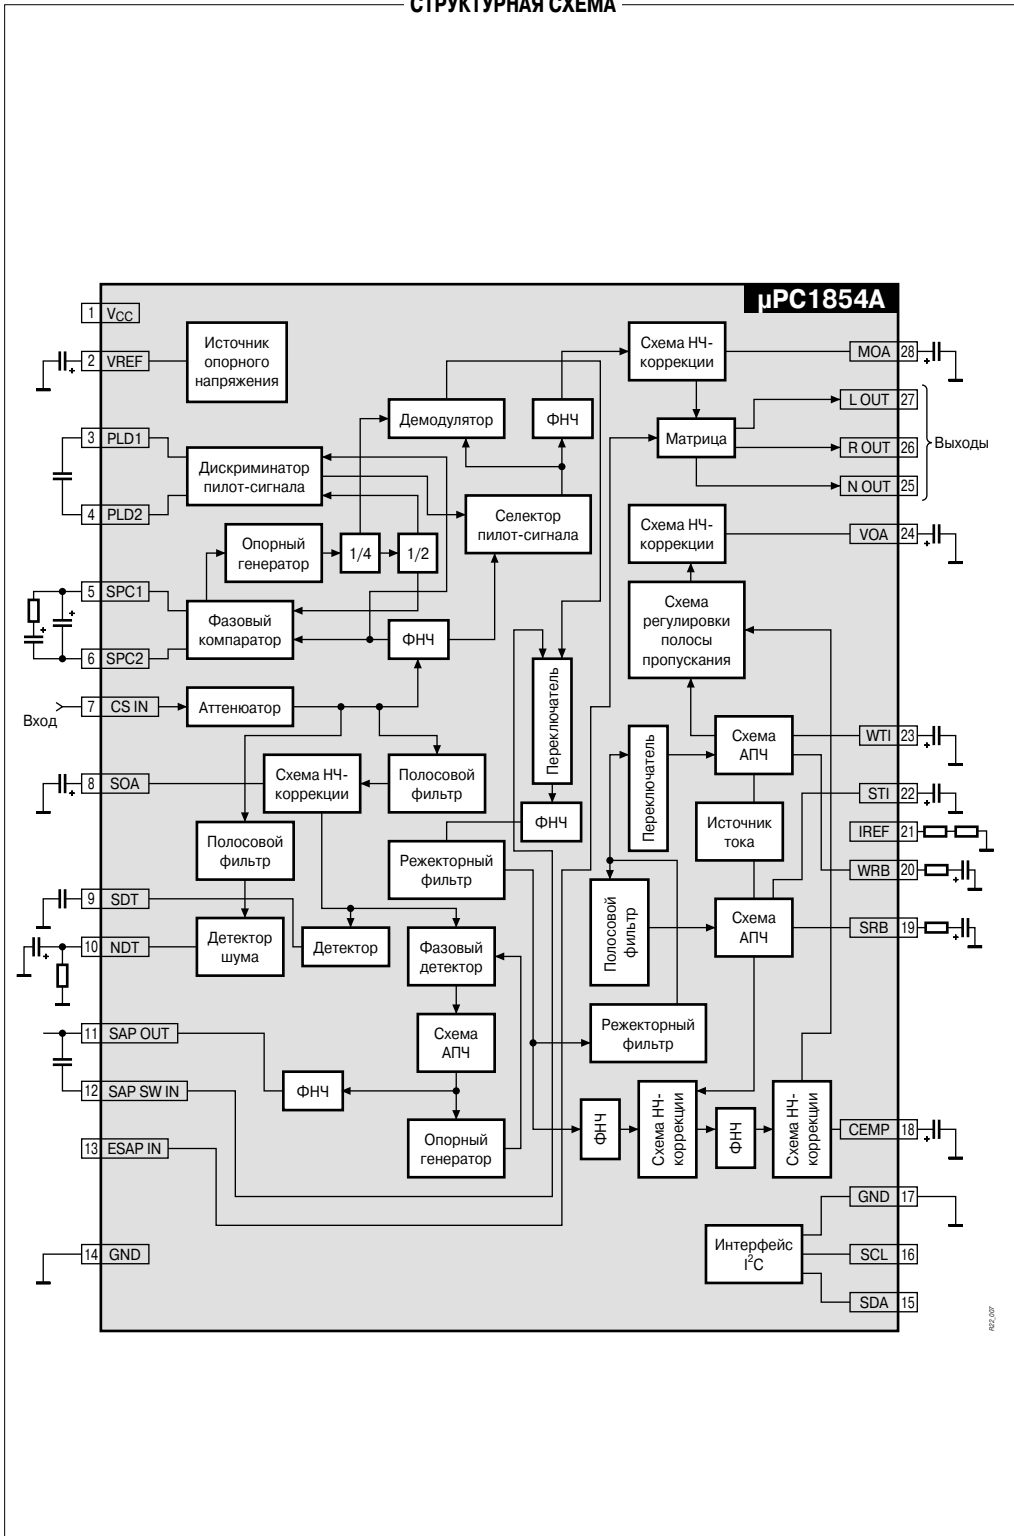 СТРУКТУРНАЯ СХЕМА
µPC1854A
1 VCC
2 VREF
3 PLD1
4 PLD2
5 SPC1
6 SPC2
Вход
7 CS IN
8 SOA
9 SDT
10 NDT
11 SAP OUT
12 SAP SW IN
13 ESAP IN
14 GND
Источник
опорного
напряжения
Дискриминатор
пилот-сигнала
Опорный
генератор
1/4
1/2
Фазовый
компаратор
ФНЧ
Аттенюатор
Демодулятор
ФНЧ
Селектор
пилот-сигнала
Схема НЧ-
коррекции
Полосовой
фильтр
Полосовой
фильтр
Детектор
шума
Детектор
Режекторный
фильтр
ФНЧ
Переключатель
Фазовый
детектор
Схема
АПЧ
ФНЧ
Опорный
генератор
Схема НЧ-
коррекции
Матрица
Схема НЧ-
коррекции
Схема
регулировки
полосы
пропускания
Переключатель
Схема
АПЧ
Источник
тока
Полосовой
фильтр
Схема
АПЧ
Режекторный
фильтр
ФНЧ
Схема НЧ-
коррекции
ФНЧ
Схема НЧ-
коррекции
Интерфейс
I2C
MOA 28
L OUT 27
R OUT 26
Выходы
N OUT 25
VOA 24
WTI 23
STI 22
IREF 21
WRB 20
SRB 19
CEMP 18
GND 17
SCL 16
SDA 15
R22_007